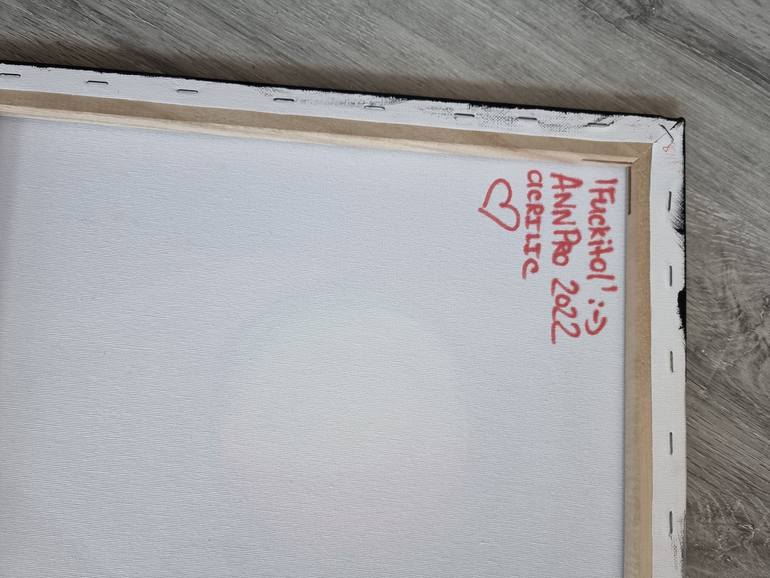 'Fuckitol' :-)
ANNPRO 2022
acRILIC